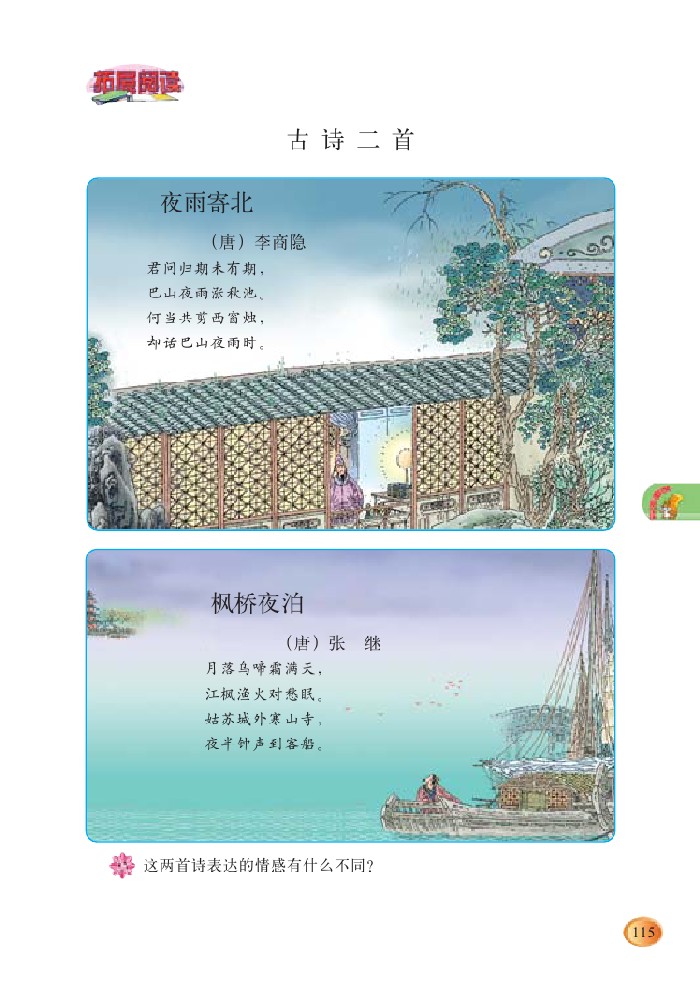 拓展阅读
古诗二首
夜雨寄北
（唐）李商隐
君问归期未有期，
巴山夜雨涨秋池。
何当共剪西窗烛，
却话巴山夜雨时。
枫桥夜泊
（唐）张 继
月落乌啼霜满天，
江枫渔火对愁眠。
姑苏城外寒山寺，
夜半钟声到客船。
这两首诗表达的情感有什么不同？
115